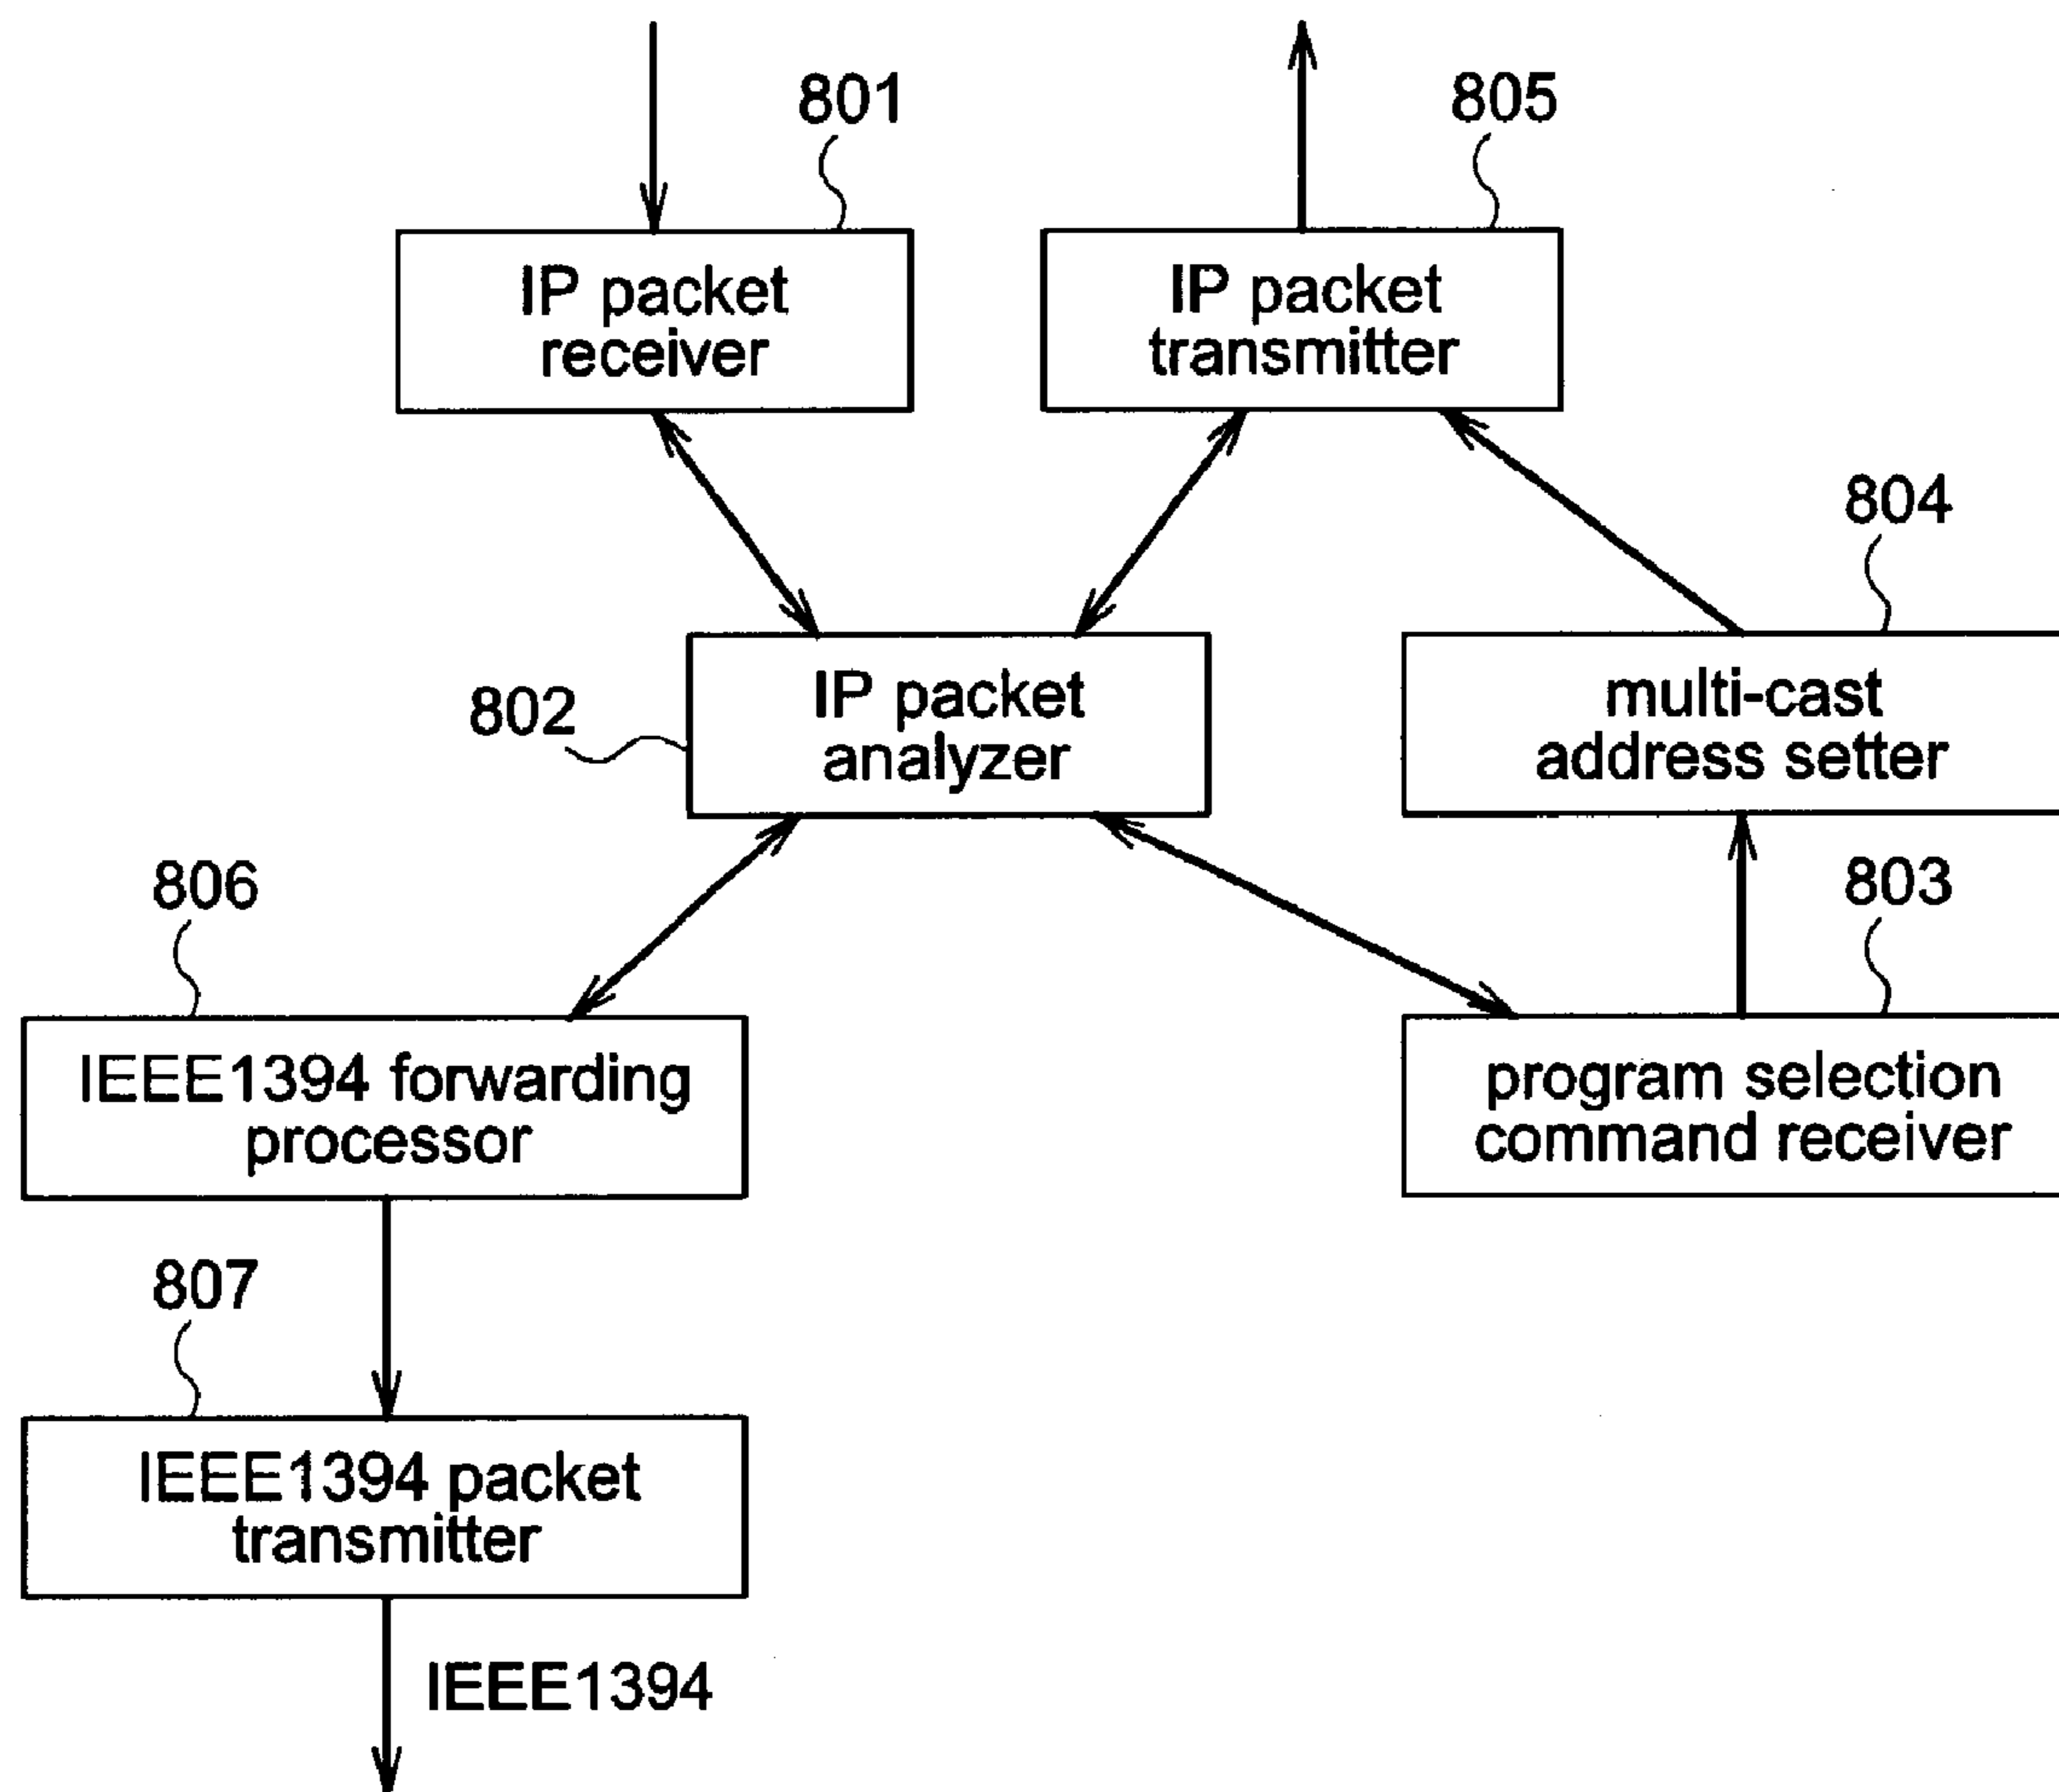 801
805
IP packet
receiver
IP packet
transmitter
804
802
IP packet
analyzer
multi-cast
address setter
806
803
IEEE1394 forwarding
processor
program selection
command receiver
807
IEEE1394 packet
transmitter
IEEE1394